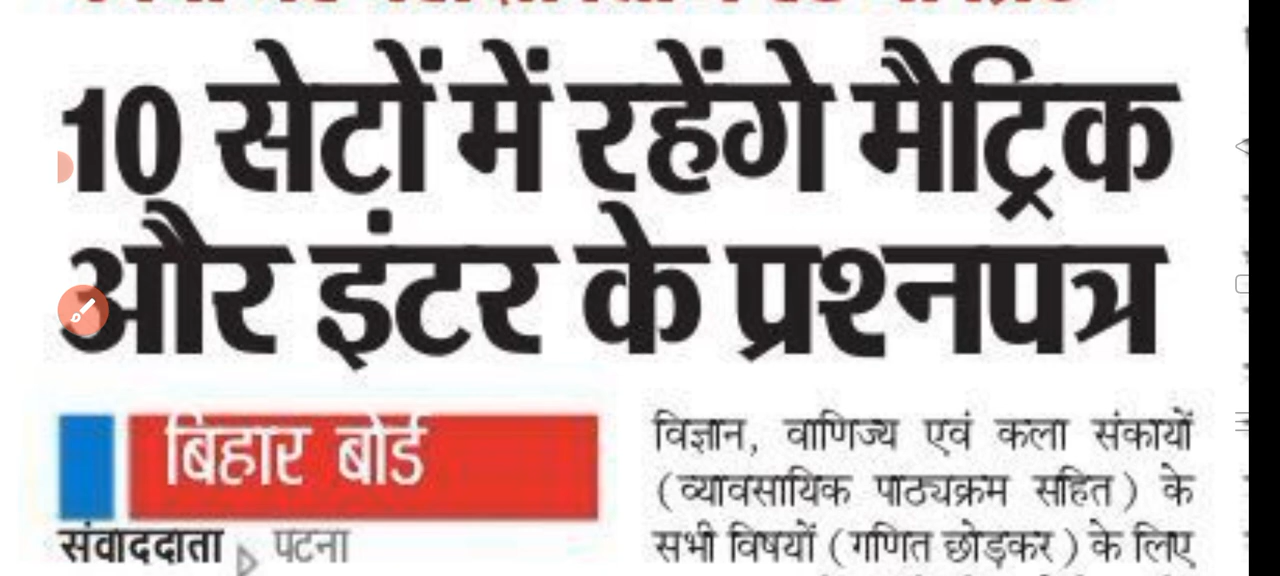 10 सेटों में रहेंगे मैट्रिक
और इंटर के प्रश्नपत्र
बिहार बोर्ड
संवाददाता ▷ पटना
विज्ञान, वाणिज्य एवं कला संकायों
(व्यावसायिक पाठ्यक्रम सहित) के
सभी विषयों (गणित छोड़कर) के लिए